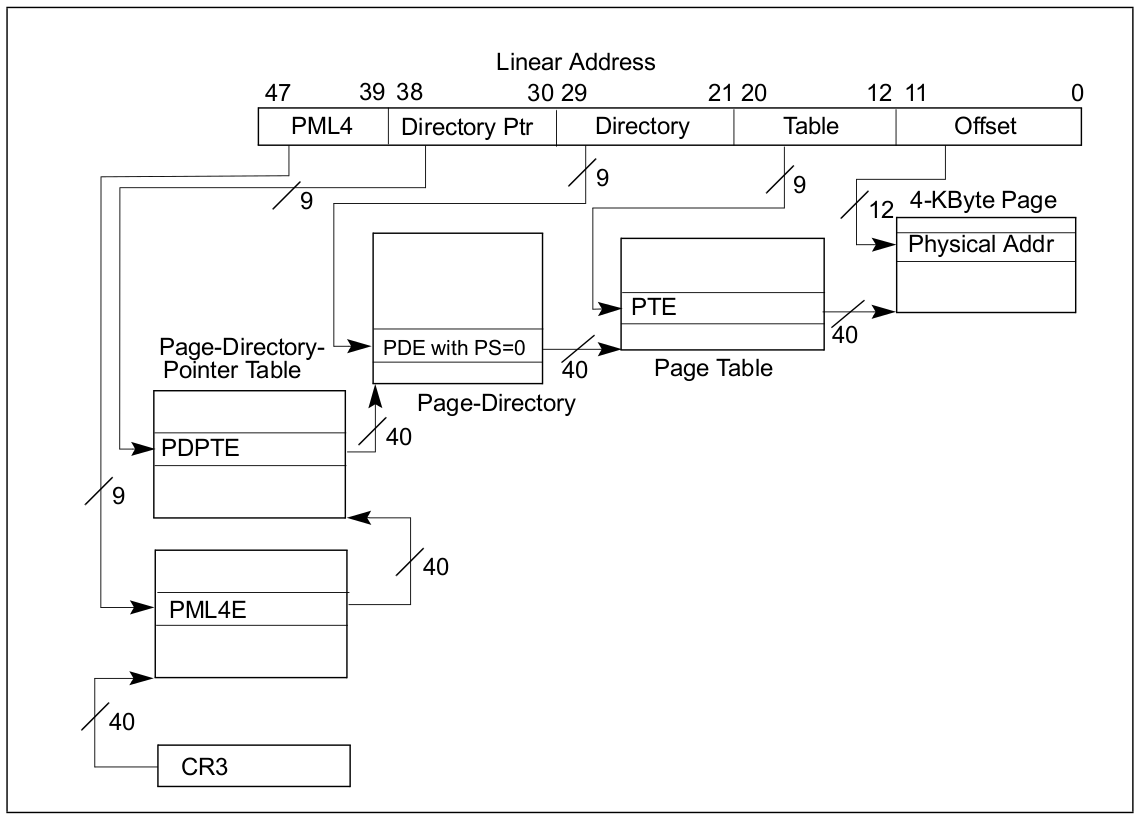 Linear Address
47 39 38 30 29 21 20 12 11 0
PML4 Directory Ptr Directory Table Offset
9 9 9
12 4-KByte Page
Physical Addr
PTE
40
PDE with PS=0
40
Page Table
Page-Directory-
Pointer Table
Page-Directory
40
PDPTE
9
40
PML4E
40
CR3